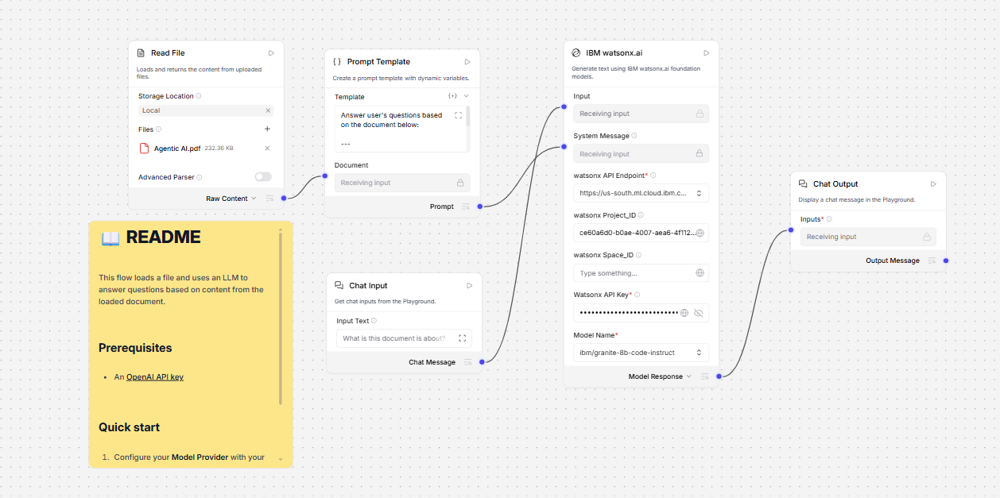 Read File
Loads and returns the content from uploaded
files.
Storage Location
Local
Files
Agentic AI.pdf 232.36 KB
Advanced Parser
Raw Content
📖 README
This flow loads a file and uses an LLM to
answer questions based on content from the
loaded document.
Prerequisites
• An OpenAI API key
Quick start
1. Configure your Model Provider with your
{ } Prompt Template
Create a prompt template with dynamic variables.
Template
{+}
Answer user's questions based
on the document below:
---
Document
Receiving input
Prompt
Chat Input
Get chat inputs from the Playground.
Input Text
What is this document is about?
Chat Message
IBM watsonx.ai
Generate text using IBM watsonx.ai foundation
models.
Input
Receiving input
System Message
Receiving input
watsonx API Endpoint*
https://us-south.ml.cloud.ibm.c...
watsonx Project_ID
ce60a6d0-b0ae-4007-aea6-4f112...
watsonx Space_ID
Type something...
Watsonx API Key*
Model Name*
ibm/granite-8b-code-instruct
Model Response
Chat Output
Display a chat message in the Playground.
Inputs*
Receiving input
Output Message